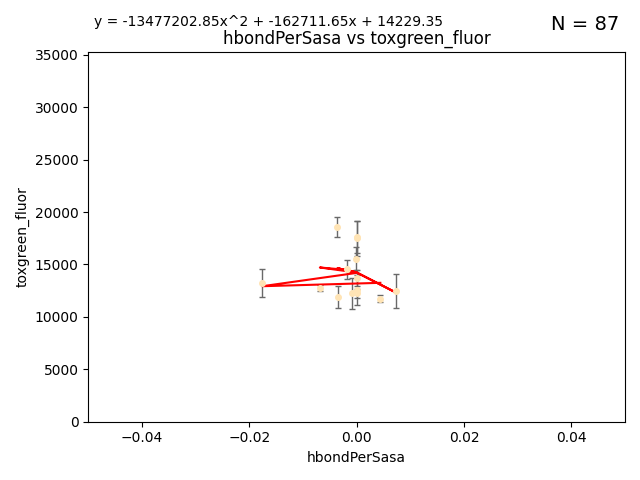 y = -13477202.85x^2 + -162711.65x + 14229.35
N = 87
hbondPerSasa vs toxgreen_fluor
35000
30000
25000
20000
15000
10000
5000
0
toxgreen_fluor
−0.04
−0.02
0.00
0.02
0.04
hbondPerSasa